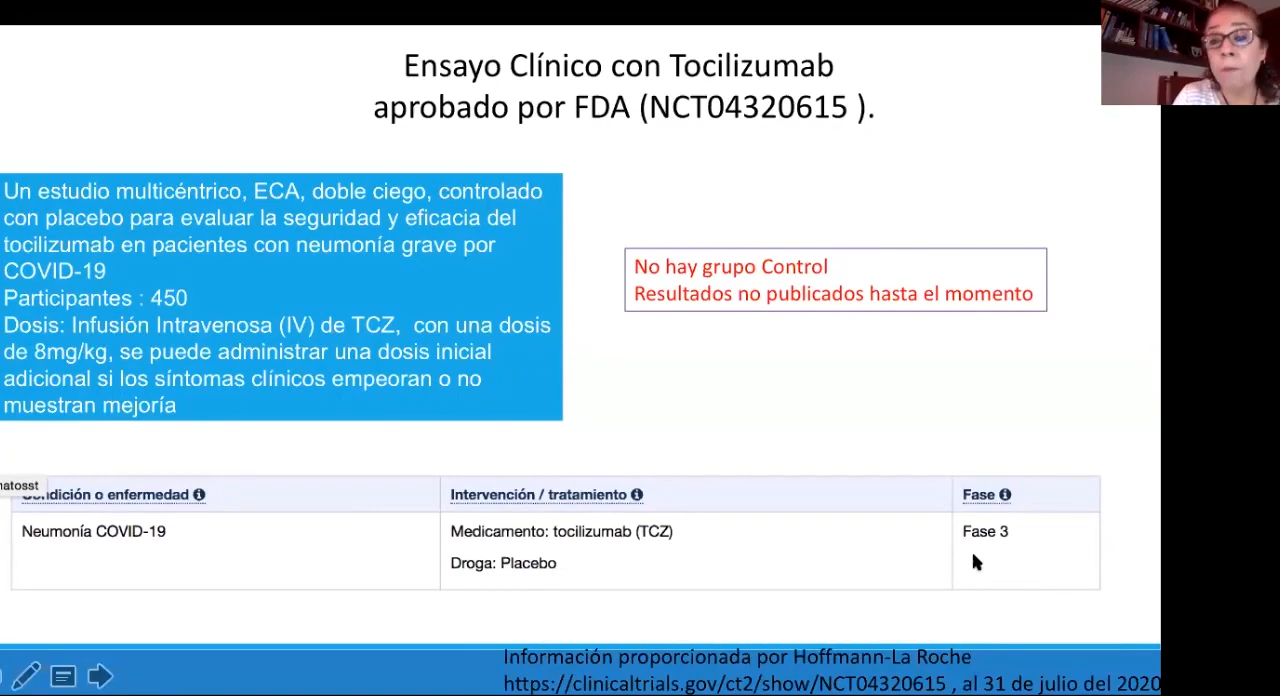 Ensayo Clínico con Tocilizumab
aprobado por FDA (NCT04320615 ).
Un estudio multicéntrico, ECA, doble ciego, controlado
con placebo para evaluar la seguridad y eficacia del
tocilizumab en pacientes con neumonía grave por
COVID-19
Participantes : 450
Dosis: Infusión Intravenosa (IV) de TCZ, con una dosis
de 8mg/kg, se puede administrar una dosis inicial
adicional si los síntomas clínicos empeoran o no
muestran mejoría
No hay grupo Control
Resultados no publicados hasta el momento
natosst
Condición o enfermedad
Intervención / tratamiento
Fase
Neumonía COVID-19
Medicamento: tocilizumab (TCZ)
Fase 3
Droga: Placebo
Información proporcionada por Hoffmann-La Roche
https://clinicaltrials.gov/ct2/show/NCT04320615 , al 31 de julio del 2020